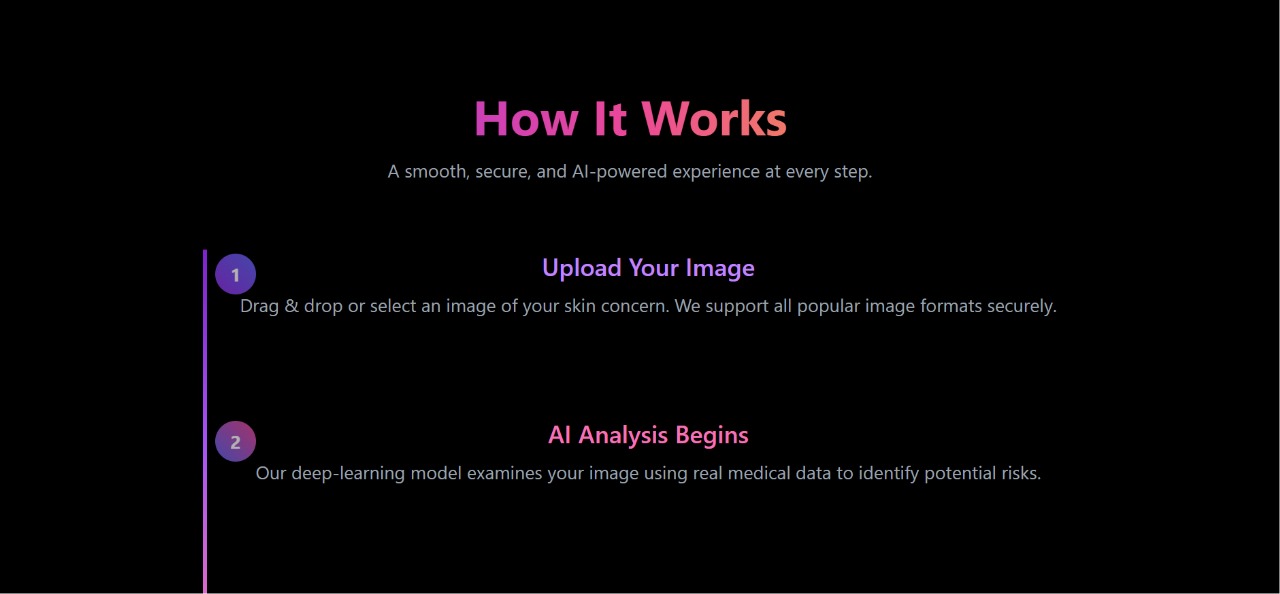 How It Works
A smooth, secure, and AI-powered experience at every step.
1
Upload Your Image
Drag & drop or select an image of your skin concern. We support all popular image formats securely.
2
AI Analysis Begins
Our deep-learning model examines your image using real medical data to identify potential risks.